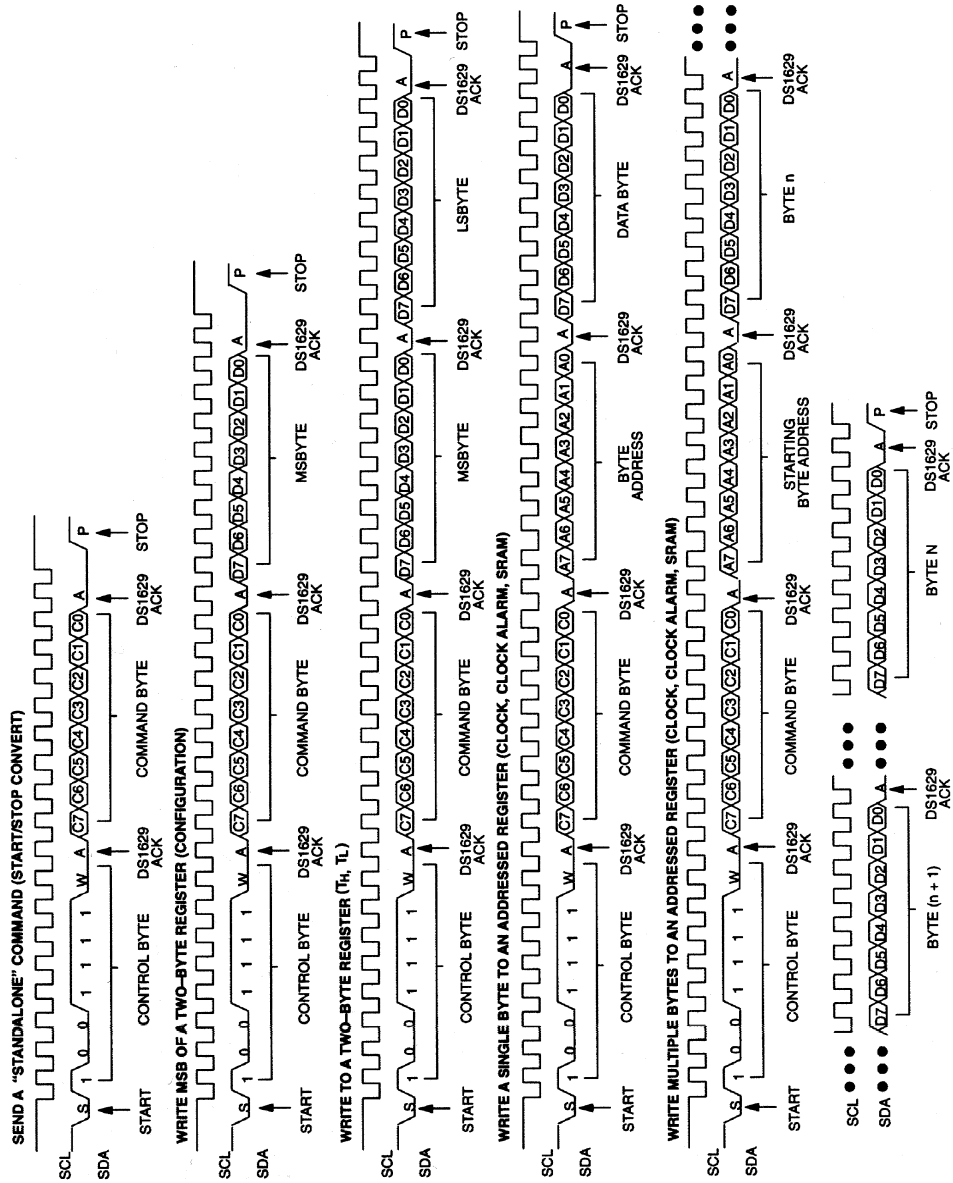 SEND A “STANDALONE” COMMAND (START/STOP CONVERT)
SCL
SDA
S 1 0 0 1 1 1 1 W A C7 C6 C5 C4 C3 C2 C1 C0 A P
START CONTROL BYTE DS1629 ACK COMMAND BYTE DS1629 ACK STOP
WRITE MSB OF A TWO–BYTE REGISTER (CONFIGURATION)
SCL
SDA
S 1 0 0 1 1 1 1 W A C7 C6 C5 C4 C3 C2 C1 C0 A D7 D6 D5 D4 D3 D2 D1 D0 A P
START CONTROL BYTE DS1629 ACK COMMAND BYTE DS1629 ACK MSBYTE DS1629 ACK STOP
WRITE TO A TWO–BYTE REGISTER (TH, TL)
SCL
SDA
S 1 0 0 1 1 1 1 W A C7 C6 C5 C4 C3 C2 C1 C0 A D7 D6 D5 D4 D3 D2 D1 D0 A D7 D6 D5 D4 D3 D2 D1 D0 A P
START CONTROL BYTE DS1629 ACK COMMAND BYTE DS1629 ACK MSBYTE DS1629 ACK LSBYTE DS1629 ACK STOP
WRITE A SINGLE BYTE TO AN ADDRESSED REGISTER (CLOCK, CLOCK ALARM, SRAM)
SCL
SDA
S 1 0 0 1 1 1 1 W A C7 C6 C5 C4 C3 C2 C1 C0 A A7 A6 A5 A4 A3 A2 A1 A0 A D7 D6 D5 D4 D3 D2 D1 D0 A P
START CONTROL BYTE DS1629 ACK COMMAND BYTE DS1629 ACK BYTE ADDRESS DS1629 ACK DATA BYTE DS1629 ACK STOP
WRITE MULTIPLE BYTES TO AN ADDRESSED REGISTER (CLOCK, CLOCK ALARM, SRAM)
SCL
SDA
S 1 0 0 1 1 1 1 W A C7 C6 C5 C4 C3 C2 C1 C0 A A7 A6 A5 A4 A3 A2 A1 A0 A D7 D6 D5 D4 D3 D2 D1 D0 A
START CONTROL BYTE DS1629 ACK COMMAND BYTE DS1629 ACK STARTING BYTE ADDRESS DS1629 ACK BYTE n DS1629 ACK
SCL
SDA
D7 D6 D5 D4 D3 D2 D1 D0 A D7 D6 D5 D4 D3 D2 D1 D0 A P
BYTE (n + 1) DS1629 ACK BYTE N DS1629 ACK STOP